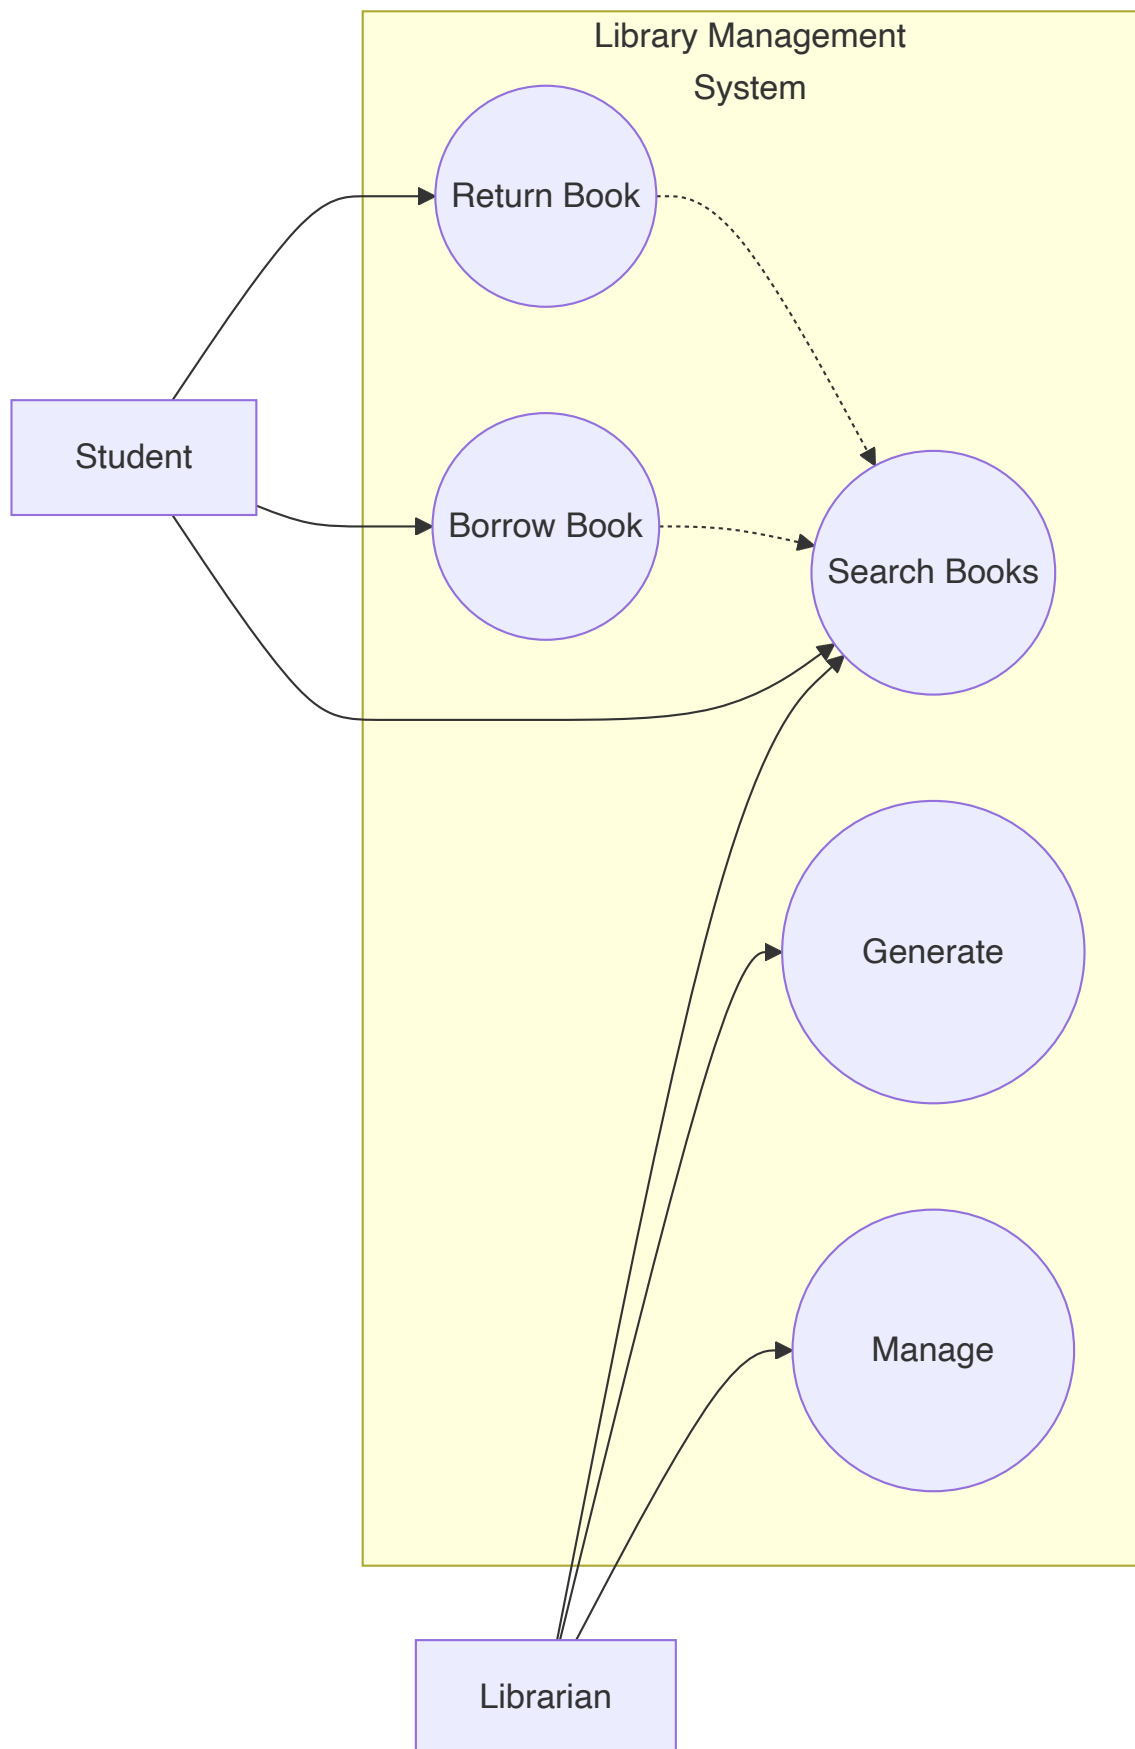 Library Management
System
Return Book
Student
Borrow Book
Search Books
Generate
Manage
Librarian